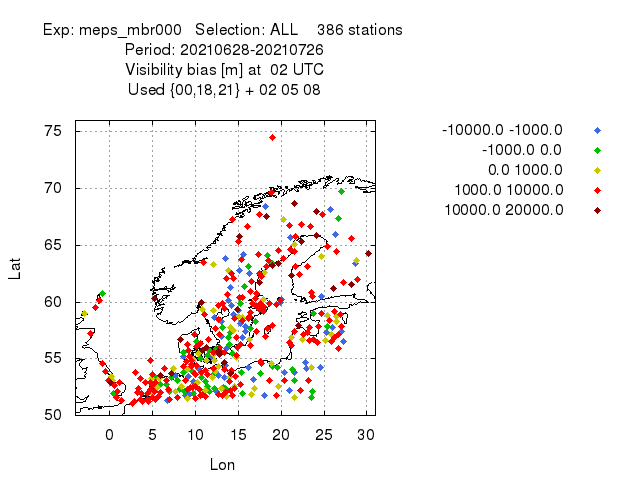 Exp: meps_mbr000 Selection: ALL 386 stations
Period: 20210628-20210726
Visibility bias [m] at 02 UTC
Used {00,18,21} + 02 05 08
-10000.0 -1000.0
-1000.0 0.0
0.0 1000.0
1000.0 10000.0
10000.0 20000.0
75
70
65
60
55
50
Lat
0 5 10 15 20 25 30
Lon